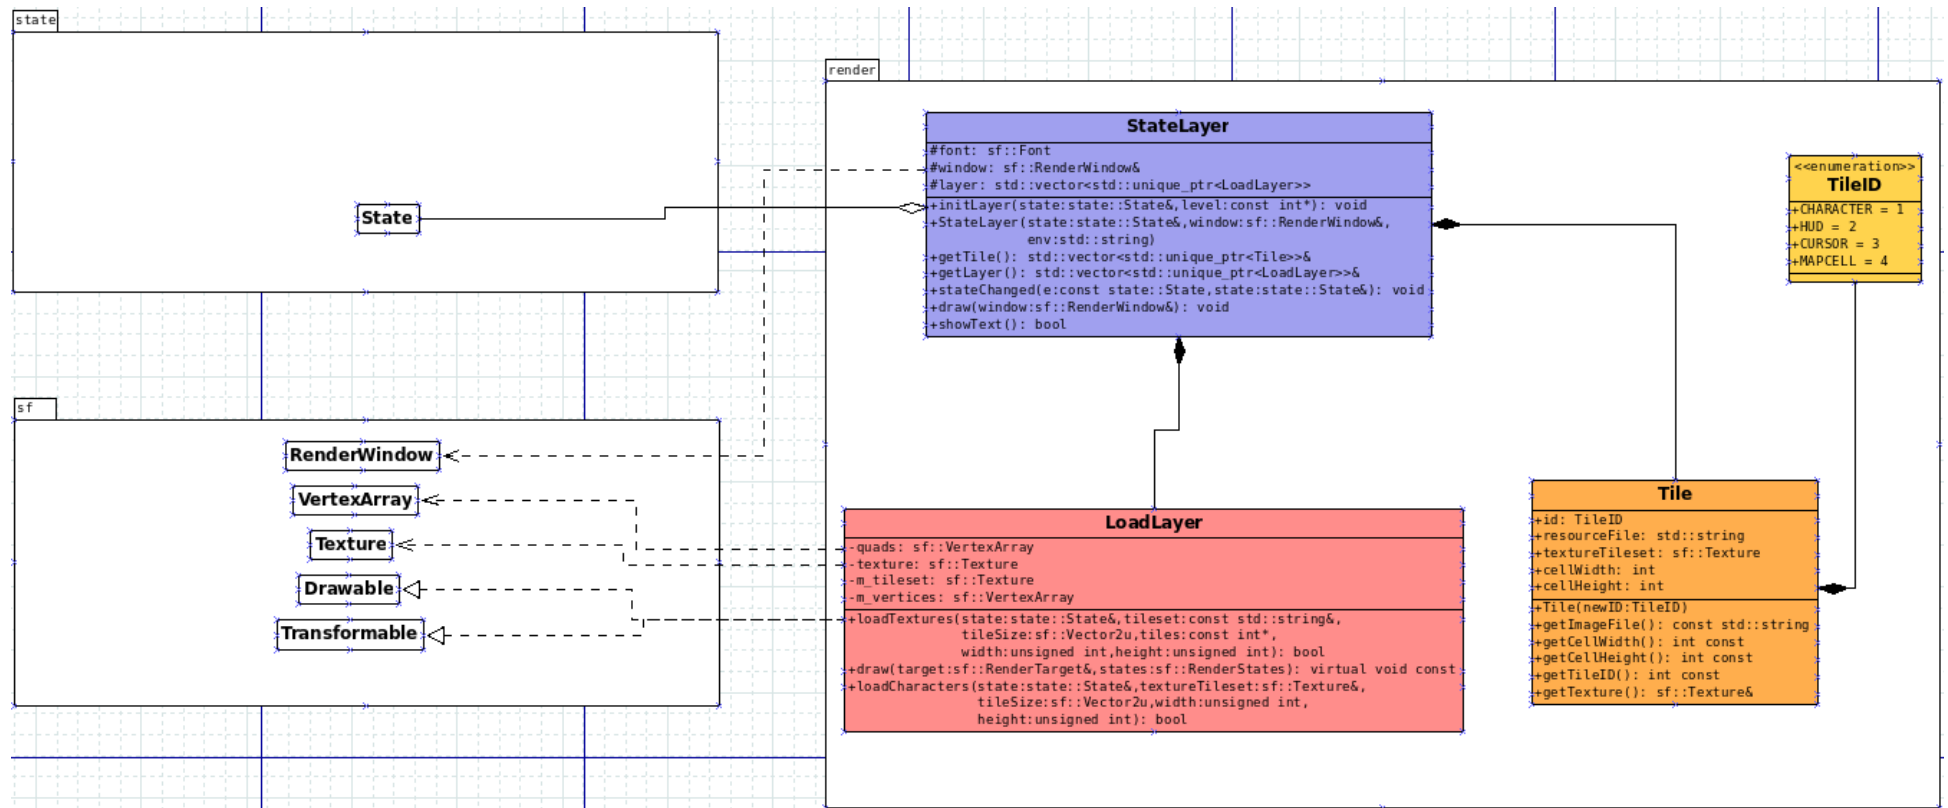 state
State
sf
RenderWindow
VertexArray
Texture
Drawable
Transformable
render
StateLayer
#font: sf::Font
#window: sf::RenderWindow&
#layer: std::vector<std::unique_ptr<LoadLayer>>
+initLayer(state:state::State&,level:const int*): void
+StateLayer(state:state::State&,window:sf::RenderWindow&,
env:std::string)
+getTile(): std::vector<std::unique_ptr<Tile>>&
+getLayer(): std::vector<std::unique_ptr<LoadLayer>>&
+stateChanged(e:const state::State,state:state::State&): void
+draw(window:sf::RenderWindow&): void
+showText(): bool
<<enumeration>>
TileID
+CHARACTER = 1
+HUD = 2
+CURSOR = 3
+MAPCELL = 4
LoadLayer
-quads: sf::VertexArray
-texture: sf::Texture
-m_tileset: sf::Texture
-m_vertices: sf::VertexArray
+loadTextures(state:state::State&,tileset:const std::string&,
tileSize:sf::Vector2u,tiles:const int*,
width:unsigned int,height:unsigned int): bool
+draw(target:sf::RenderTarget&,states:sf::RenderStates): virtual void const
+loadCharacters(state:state::State&,textureTileset:sf::Texture&,
tileSize:sf::Vector2u,width:unsigned int,
height:unsigned int): bool
Tile
+id: TileID
+resourceFile: std::string
+textureTileset: sf::Texture
+cellWidth: int
+cellHeight: int
+Tile(newID:TileID)
+getImageFile(): const std::string
+getCellWidth(): int const
+getCellHeight(): int const
+getTileID(): int const
+getTexture(): sf::Texture&